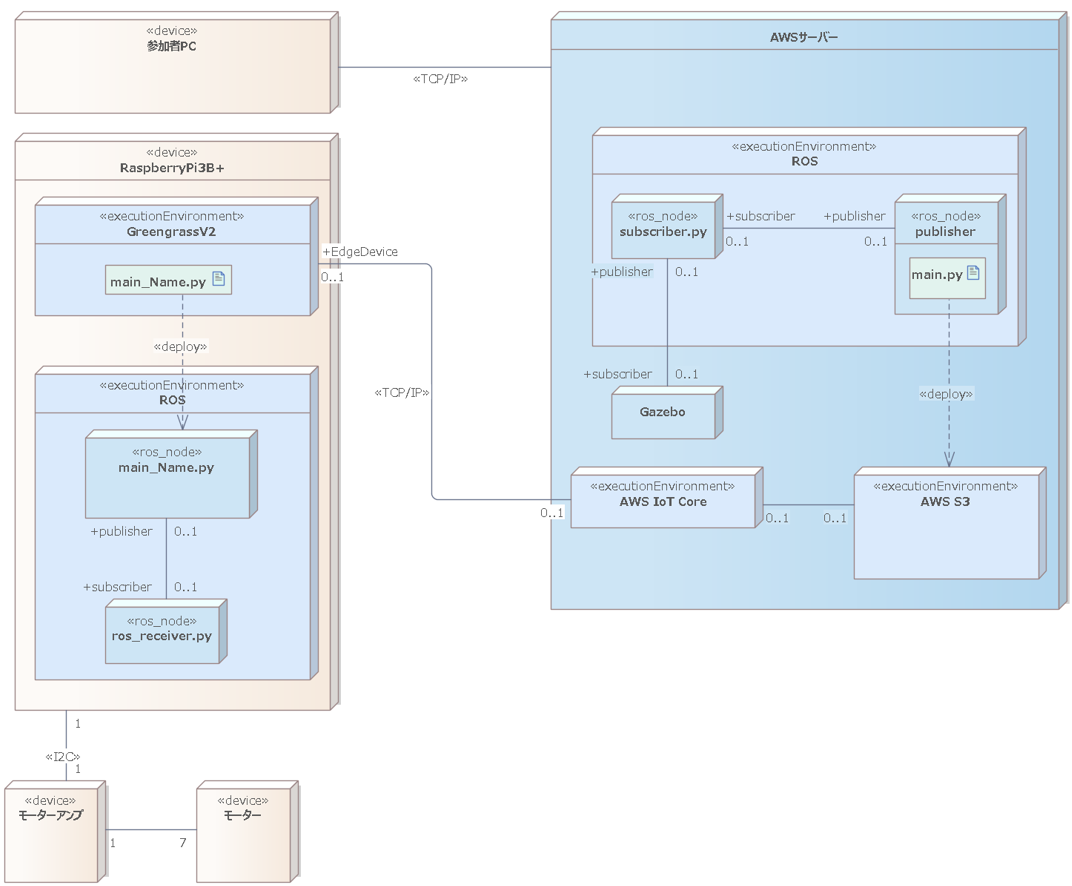 «device»
参加者PC
«TCP/IP»
AWSサーバー
«device»
RaspberryPi3B+
«executionEnvironment»
GreengrassV2
main_Name.py
+EdgeDevice
0..1
«deploy»
«executionEnvironment»
ROS
«ros_node»
main_Name.py
+publisher
0..1
+subscriber
0..1
«ros_node»
ros_receiver.py
«TCP/IP»
0..1
«executionEnvironment»
ROS
«ros_node»
subscriber.py
+subscriber
0..1
+publisher
0..1
«ros_node»
publisher
main.py
+publisher
0..1
+subscriber
0..1
Gazebo
«deploy»
«executionEnvironment»
AWS IoT Core
0..1
0..1
«executionEnvironment»
AWS S3
1
«I2C»
1
«device»
モーターアンプ
1
7
«device»
モーター